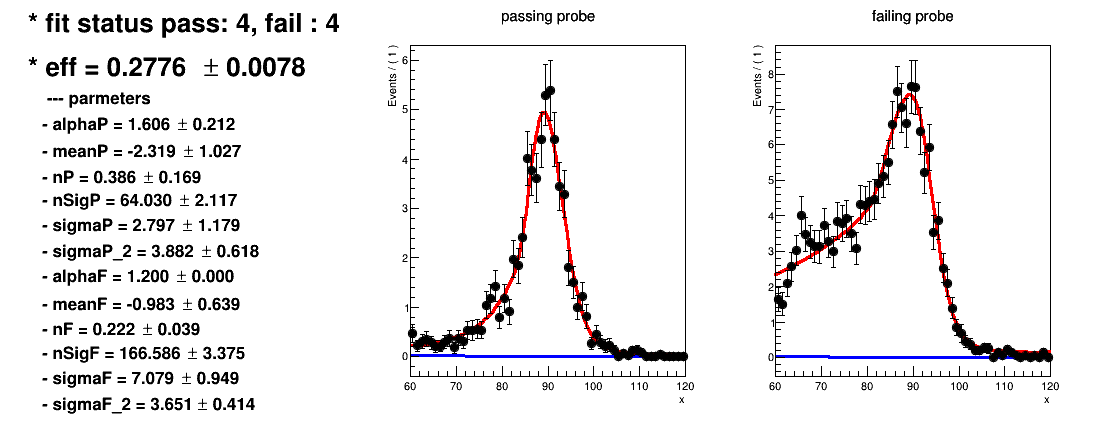 * fit status pass: 4, fail : 4
* eff = 0.2776 ± 0.0078
--- parmeters
- alphaP = 1.606 ± 0.212
- meanP = -2.319 ± 1.027
- nP = 0.386 ± 0.169
- nSigP = 64.030 ± 2.117
- sigmaP = 2.797 ± 1.179
- sigmaP_2 = 3.882 ± 0.618
- alphaF = 1.200 ± 0.000
- meanF = -0.983 ± 0.639
- nF = 0.222 ± 0.039
- nSigF = 166.586 ± 3.375
- sigmaF = 7.079 ± 0.949
- sigmaF_2 = 3.651 ± 0.414
passing probe
Events / ( 1 )
6
5
4
3
2
1
0
60 70 80 90 100 110 120
x
failing probe
Events / ( 1 )
8
7
6
5
4
3
2
1
0
60 70 80 90 100 110 120
x